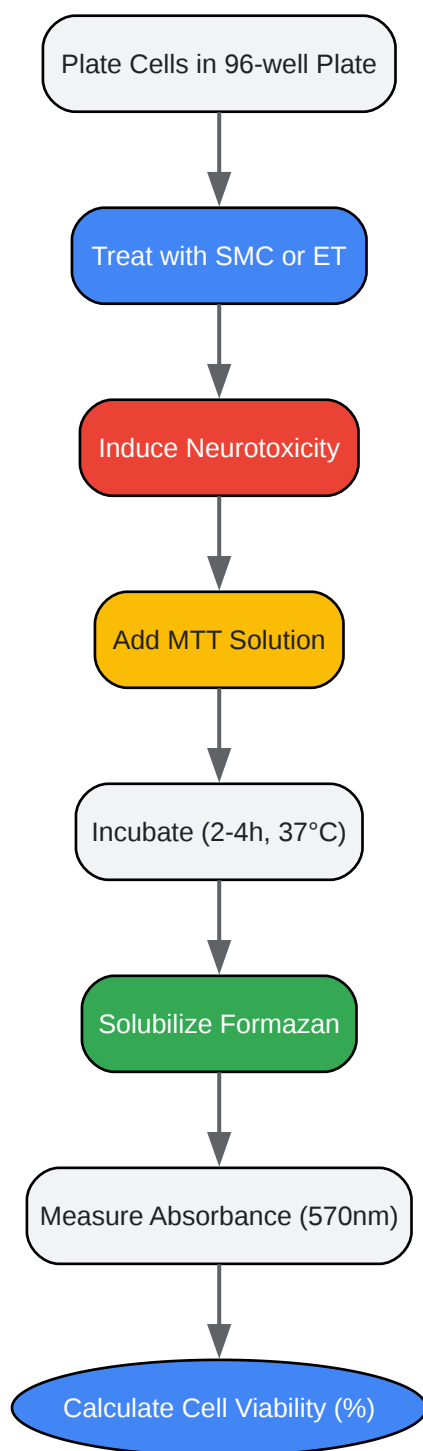 Plate Cells in 96-well Plate
Treat with SMC or ET
Induce Neurotoxicity
Add MTT Solution
Incubate (2-4h, 37°C)
Solubilize Formazan
Measure Absorbance (570nm)
Calculate Cell Viability (%)